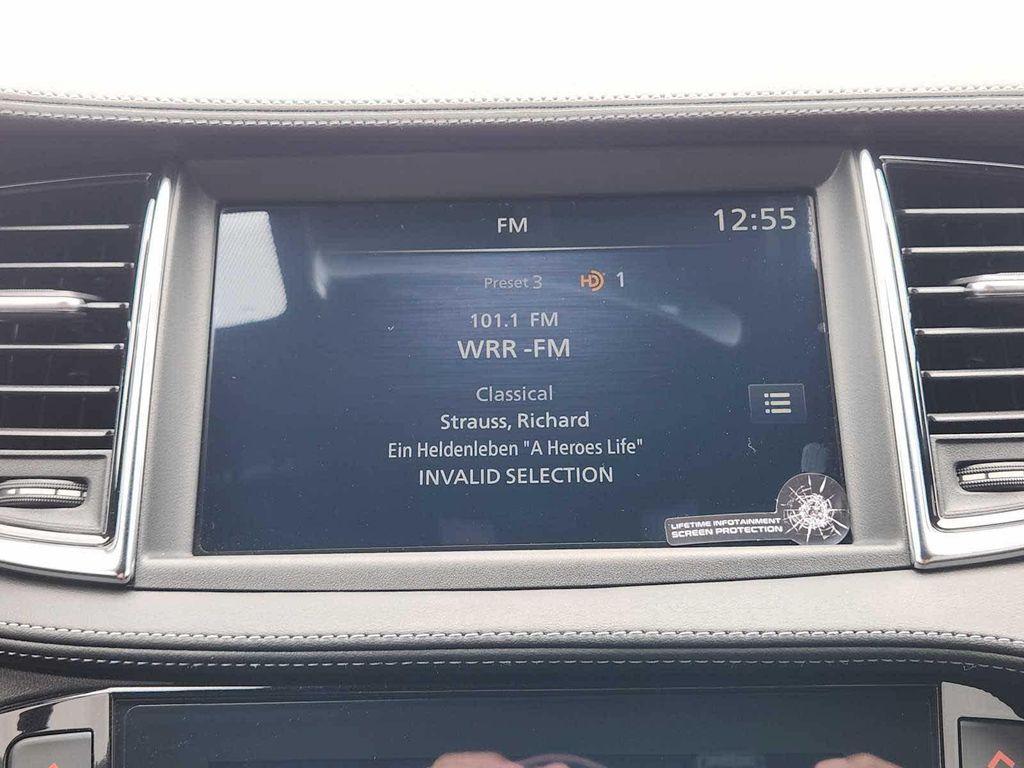 FM
12:55
Preset 3 HD 1
101.1 FM
WRR -FM
Classical
Strauss, Richard
Ein Heldenleben "A Heroes Life"
INVALID SELECTION
LIFETIME INFOTAINMENT
SCREEN PROTECTION